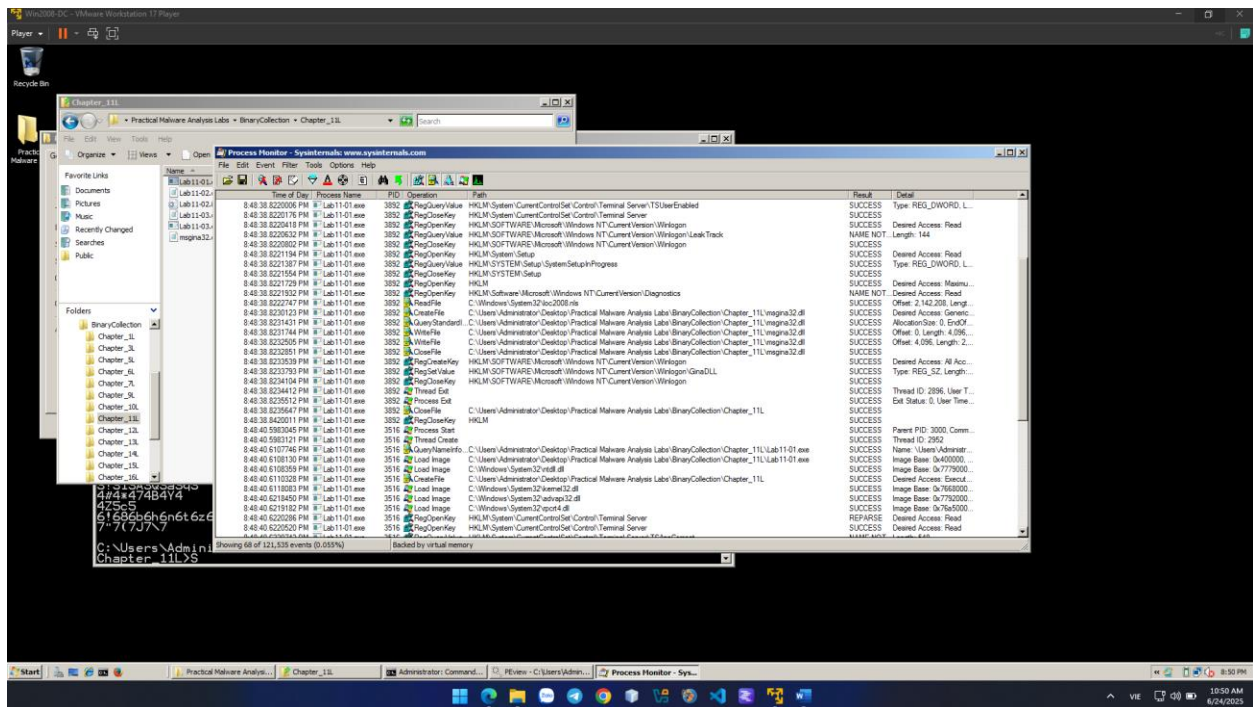 Win2008-DC - VMware Workstation 17 Player
Player
Recycle Bin
Practic
Malware
Chapter_11L
Practical Malware Analysis Labs • BinaryCollection • Chapter_11L
Search
File Edit View Tools Help
Organize Views Open
Favorite Links
Documents
Pictures
Music
Recently Changed
Searches
Public
Folders
BinaryCollection
Chapter_1L
Chapter_3L
Chapter_5L
Chapter_6L
Chapter_7L
Chapter_9L
Chapter_10L
Chapter_11L
Chapter_12L
Chapter_13L
Chapter_14L
Chapter_15L
Chapter_16L
Name
Lab11-01.
Lab11-02.
Lab11-02.
Lab11-03.
Lab11-03.
msgina32.
Process Monitor - Sysinternals: www.sysinternals.com
File Edit Event Filter Tools Options Help
Time of Day Process Name PID Operation Path Result Detail
8:48:38.8220006 PM Lab11-01.exe 3892 RegQueryValue HKLM\System\CurrentControlSet\Control\Terminal Server\TSUserEnabled SUCCESS Type: REG_DWORD, L...
8:48:38.8220176 PM Lab11-01.exe 3892 RegCloseKey HKLM\System\CurrentControlSet\Control\Terminal Server SUCCESS
8:48:38.8220418 PM Lab11-01.exe 3892 RegOpenKey HKLM\SOFTWARE\Microsoft\Windows NT\CurrentVersion\Winlogon SUCCESS Desired Access: Read
8:48:38.8220632 PM Lab11-01.exe 3892 RegQueryValue HKLM\SOFTWARE\Microsoft\Windows NT\CurrentVersion\Winlogon\LeakTrack NAME NOT... Length: 144
8:48:38.8220802 PM Lab11-01.exe 3892 RegCloseKey HKLM\SOFTWARE\Microsoft\Windows NT\CurrentVersion\Winlogon SUCCESS
8:48:38.8221194 PM Lab11-01.exe 3892 RegOpenKey HKLM\System\Setup SUCCESS Desired Access: Read
8:48:38.8221387 PM Lab11-01.exe 3892 RegQueryValue HKLM\SYSTEM\Setup\SystemSetupInProgress SUCCESS Type: REG_DWORD, L...
8:48:38.8221554 PM Lab11-01.exe 3892 RegCloseKey HKLM\SYSTEM\Setup SUCCESS
8:48:38.8221729 PM Lab11-01.exe 3892 RegOpenKey HKLM SUCCESS Desired Access: Maximu...
8:48:38.8221932 PM Lab11-01.exe 3892 RegOpenKey HKLM\Software\Microsoft\Windows NT\CurrentVersion\Diagnostics NAME NOT... Desired Access: Read
8:48:38.8222747 PM Lab11-01.exe 3892 ReadFile C:\Windows\System32\loc2008.nls SUCCESS Offset: 2,142,208, Lengt...
8:48:38.8230123 PM Lab11-01.exe 3892 CreateFile C:\Users\Administrator\Desktop\Practical Malware Analysis Labs\BinaryCollection\Chapter_11L\msgina32.dll SUCCESS Desired Access: Generic...
8:48:38.8231431 PM Lab11-01.exe 3892 QueryStandardI... C:\Users\Administrator\Desktop\Practical Malware Analysis Labs\BinaryCollection\Chapter_11L\msgina32.dll SUCCESS AllocationSize: 0, EndOf...
8:48:38.8231744 PM Lab11-01.exe 3892 WriteFile C:\Users\Administrator\Desktop\Practical Malware Analysis Labs\BinaryCollection\Chapter_11L\msgina32.dll SUCCESS Offset: 0, Length: 4,096,...
8:48:38.8232505 PM Lab11-01.exe 3892 WriteFile C:\Users\Administrator\Desktop\Practical Malware Analysis Labs\BinaryCollection\Chapter_11L\msgina32.dll SUCCESS Offset: 4,096, Length: 2,...
8:48:38.8232851 PM Lab11-01.exe 3892 CloseFile C:\Users\Administrator\Desktop\Practical Malware Analysis Labs\BinaryCollection\Chapter_11L\msgina32.dll SUCCESS
8:48:38.8233539 PM Lab11-01.exe 3892 RegCreateKey HKLM\SOFTWARE\Microsoft\Windows NT\CurrentVersion\Winlogon SUCCESS Desired Access: All Acc...
8:48:38.8233793 PM Lab11-01.exe 3892 RegSetValue HKLM\SOFTWARE\Microsoft\Windows NT\CurrentVersion\Winlogon\GinaDLL SUCCESS Type: REG_SZ, Length:...
8:48:38.8234104 PM Lab11-01.exe 3892 RegCloseKey HKLM\SOFTWARE\Microsoft\Windows NT\CurrentVersion\Winlogon SUCCESS
8:48:38.8234412 PM Lab11-01.exe 3892 Thread Exit SUCCESS Thread ID: 2896, User T...
8:48:38.8235512 PM Lab11-01.exe 3892 Process Exit SUCCESS Exit Status: 0, User Time...
8:48:38.8235647 PM Lab11-01.exe 3892 CloseFile C:\Users\Administrator\Desktop\Practical Malware Analysis Labs\BinaryCollection\Chapter_11L SUCCESS
8:48:38.8420011 PM Lab11-01.exe 3892 RegCloseKey HKLM SUCCESS
8:48:40.5983045 PM Lab11-01.exe 3516 Process Start SUCCESS Parent PID: 3000, Comm...
8:48:40.5983121 PM Lab11-01.exe 3516 Thread Create SUCCESS Thread ID: 2952
8:48:40.6107746 PM Lab11-01.exe 3516 QueryNameInfo... C:\Users\Administrator\Desktop\Practical Malware Analysis Labs\BinaryCollection\Chapter_11L\Lab11-01.exe SUCCESS Name: \Users\Administr...
8:48:40.6108130 PM Lab11-01.exe 3516 Load Image C:\Users\Administrator\Desktop\Practical Malware Analysis Labs\BinaryCollection\Chapter_11L\Lab11-01.exe SUCCESS Image Base: 0x400000, ...
8:48:40.6108359 PM Lab11-01.exe 3516 Load Image C:\Windows\System32\ntdll.dll SUCCESS Image Base: 0x7779000...
8:48:40.6110328 PM Lab11-01.exe 3516 CreateFile C:\Users\Administrator\Desktop\Practical Malware Analysis Labs\BinaryCollection\Chapter_11L SUCCESS Desired Access: Execut...
8:48:40.6118083 PM Lab11-01.exe 3516 Load Image C:\Windows\System32\kernel32.dll SUCCESS Image Base: 0x7668000...
8:48:40.6218450 PM Lab11-01.exe 3516 Load Image C:\Windows\System32\advapi32.dll SUCCESS Image Base: 0x7792000...
8:48:40.6219182 PM Lab11-01.exe 3516 Load Image C:\Windows\System32\rpcrt4.dll SUCCESS Image Base: 0x76a5000...
8:48:40.6220286 PM Lab11-01.exe 3516 RegOpenKey HKLM\System\CurrentControlSet\Control\Terminal Server REPARSE Desired Access: Read
8:48:40.6220520 PM Lab11-01.exe 3516 RegOpenKey HKLM\System\CurrentControlSet\Control\Terminal Server SUCCESS Desired Access: Read
Showing 68 of 121,535 events (0.055%) Backed by virtual memory
4#4*474B4Y4
4Z5c5
6!686b6h6n6t6z6
7"7(7J7\7
C:\Users\Admini
Chapter_11L>S
Start
Practical Malware Analysi...
Chapter_11L
Administrator: Command...
PEview - C:\Users\Admin...
Process Monitor - Sys...
8:50 PM
VIE
10:50 AM
6/24/2025